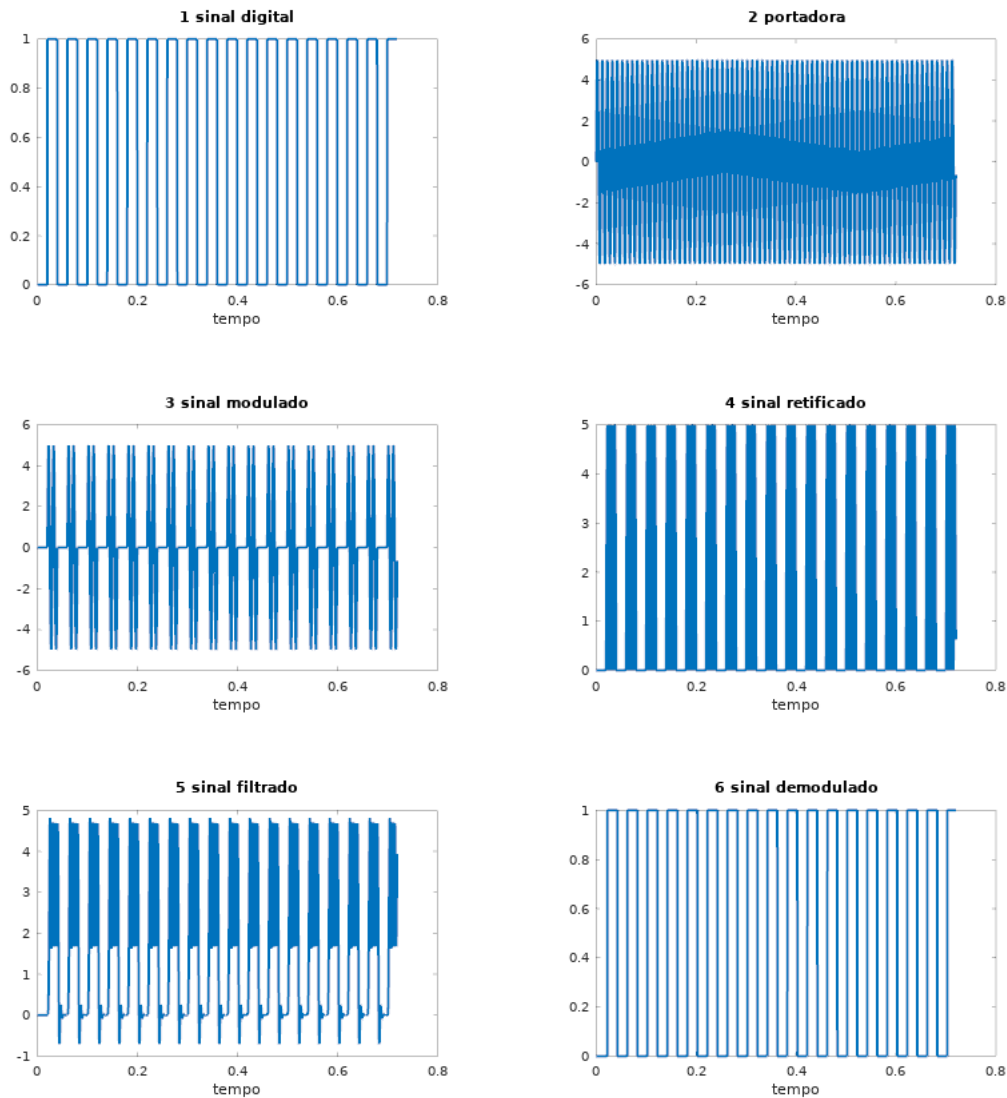 1 sinal digital
1
0.8
0.6
0.4
0.2
0
0 0.2 0.4 0.6 0.8
tempo
2 portadora
6
4
2
0
-2
-4
-6
0 0.2 0.4 0.6 0.8
tempo
3 sinal modulado
6
4
2
0
-2
-4
-6
0 0.2 0.4 0.6 0.8
tempo
4 sinal retificado
5
4
3
2
1
0
0 0.2 0.4 0.6 0.8
tempo
5 sinal filtrado
5
4
3
2
1
0
-1
0 0.2 0.4 0.6 0.8
tempo
6 sinal demodulado
1
0.8
0.6
0.4
0.2
0
0 0.2 0.4 0.6 0.8
tempo